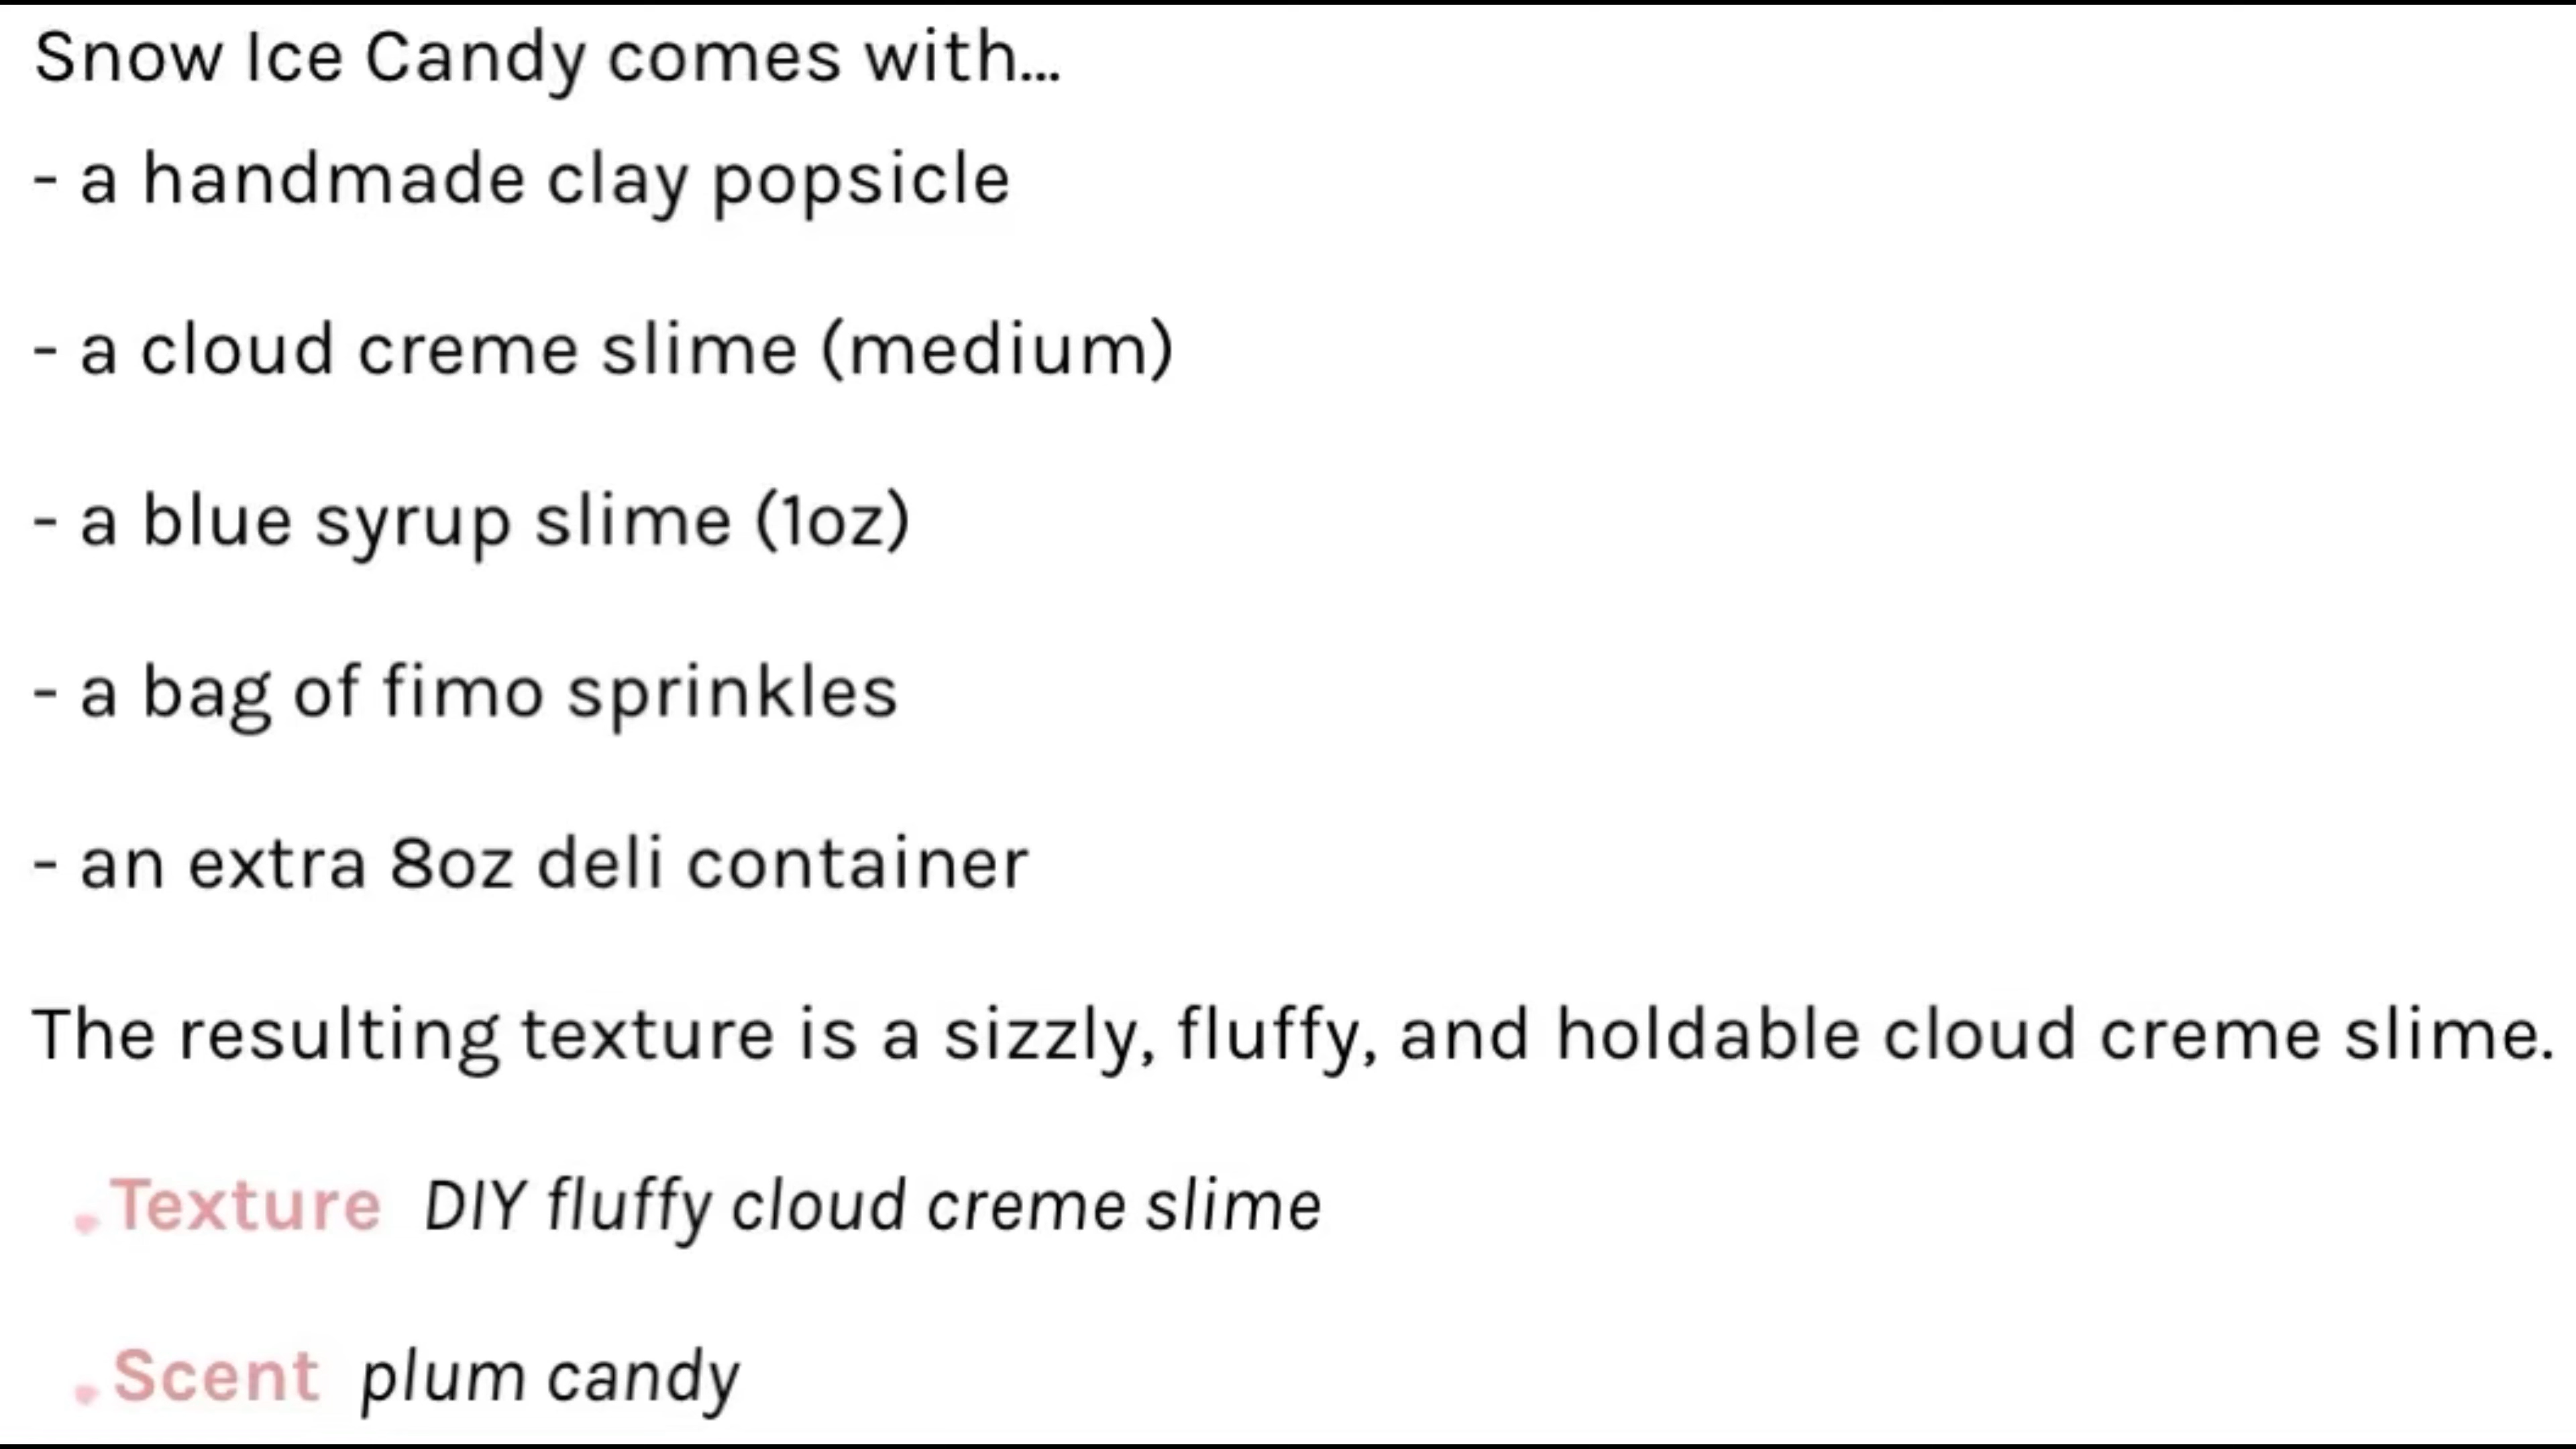 Snow Ice Candy comes with...
- a handmade clay popsicle
- a cloud creme slime (medium)
- a blue syrup slime (1oz)
- a bag of fimo sprinkles
- an extra 8oz deli container
The resulting texture is a sizzly, fluffy, and holdable cloud creme slime.
Texture DIY fluffy cloud creme slime
Scent plum candy